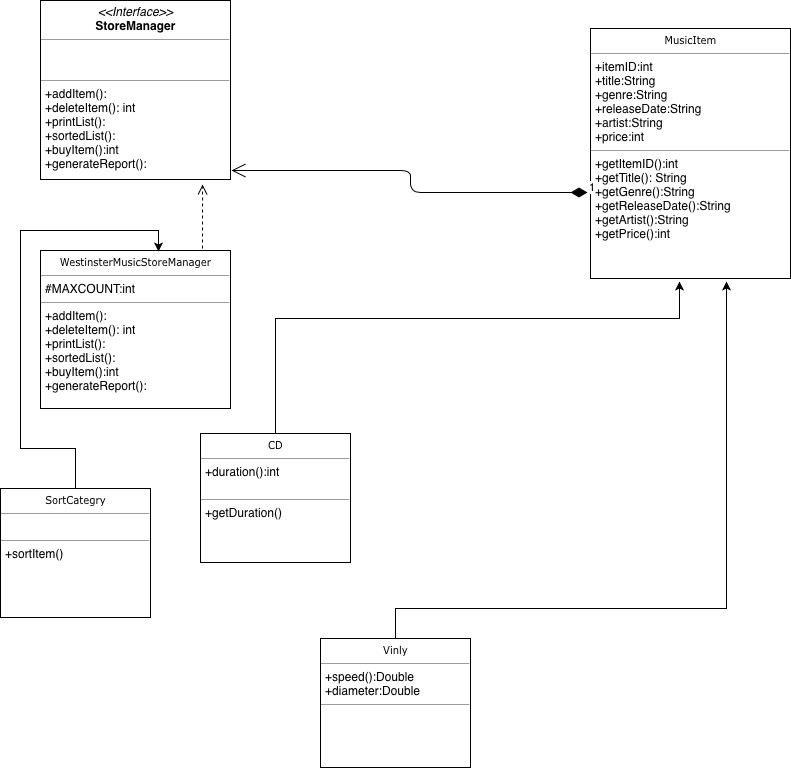 <<Interface>>
StoreManager
+addItem():
+deleteItem(): int
+printList():
+sortedList():
+buyItem():int
+generateReport():
MusicItem
+itemID:int
+title:String
+genre:String
+releaseDate:String
+artist:String
+price:int
+getItemID():int
+getTitle(): String
1
+getGenre():String
+getReleaseDate():String
+getArtist():String
+getPrice():int
WestinsterMusicStoreManager
#MAXCOUNT:int
+addItem():
+deleteItem(): int
+printList():
+sortedList():
+buyItem():int
+generateReport():
CD
+duration():int
+getDuration()
SortCategry
+sortItem()
Vinly
+speed():Double
+diameter:Double